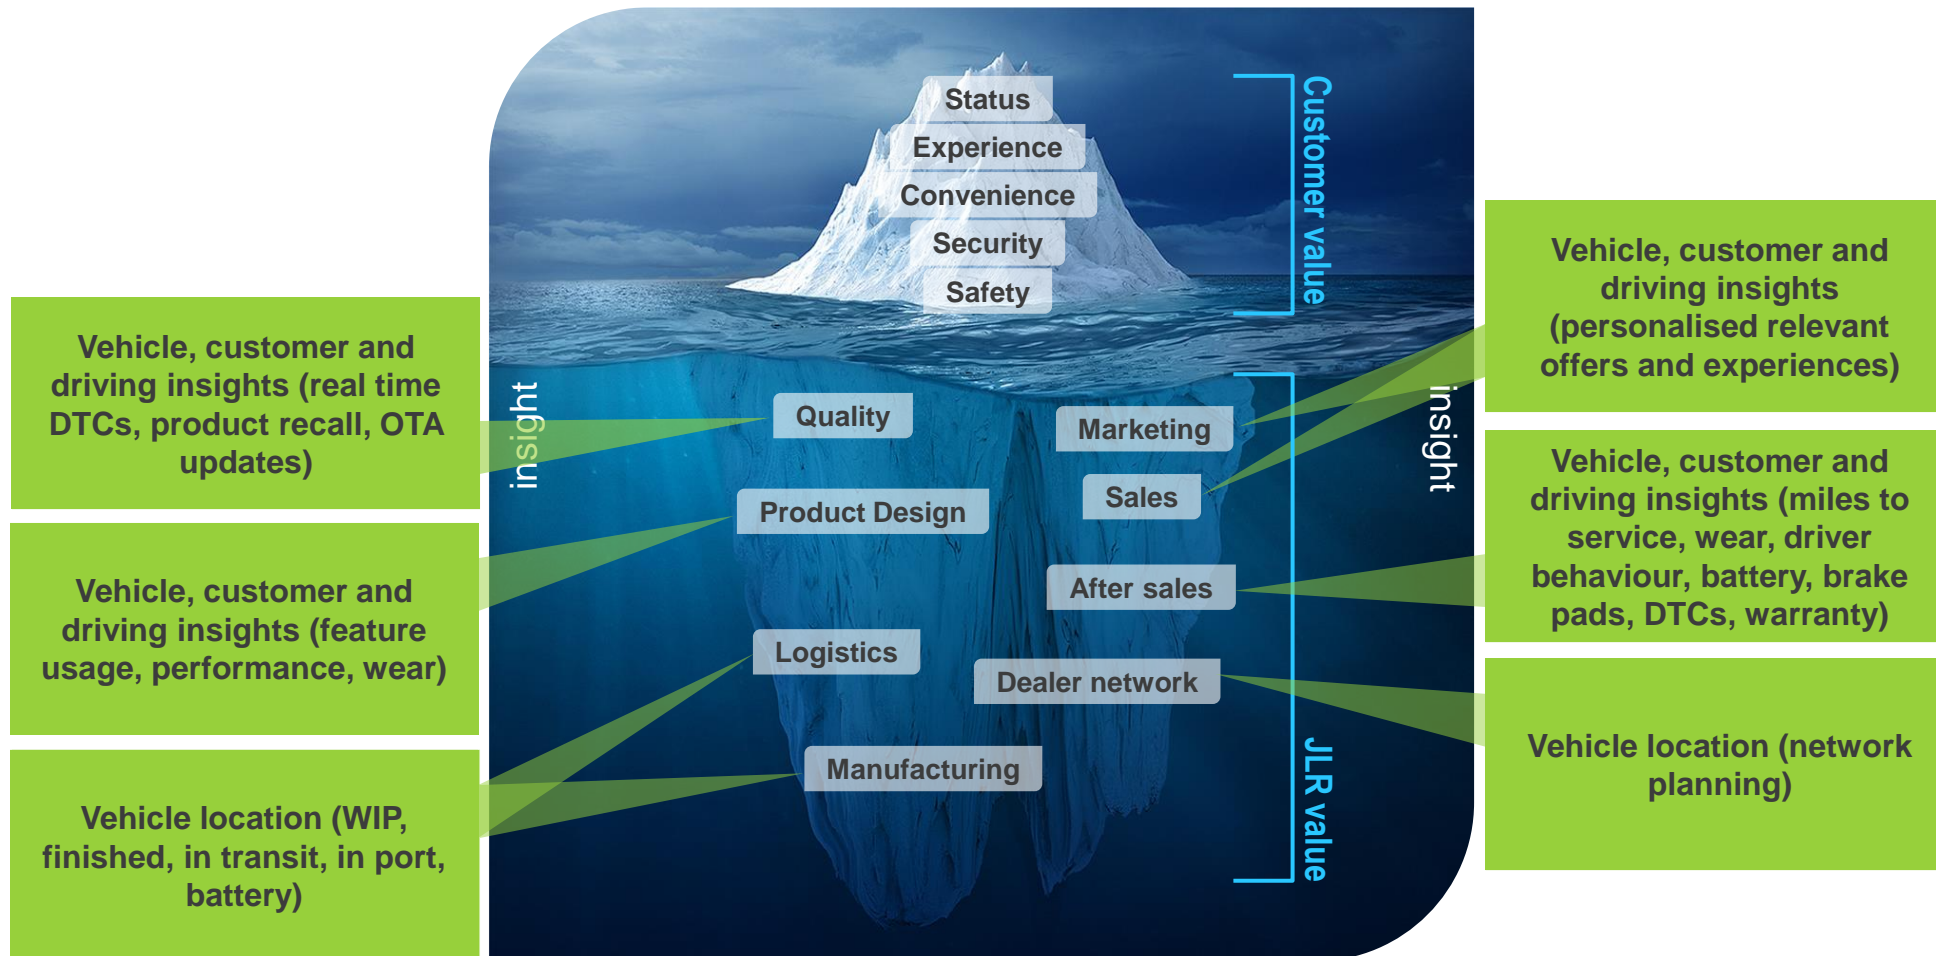 Status
Experience
Convenience
Security
Safety
Customer value
Vehicle, customer and
driving insights (real time
DTCs, product recall, OTA
updates)
Vehicle, customer and
driving insights (feature
usage, performance, wear)
Vehicle location (WIP,
finished, in transit, in port,
battery)
insight
Quality
Product Design
Logistics
Manufacturing
Marketing
Sales
After sales
Dealer network
JLR value
insight
Vehicle, customer and
driving insights
(personalised relevant
offers and experiences)
Vehicle, customer and
driving insights (miles to
service, wear, driver
behaviour, battery, brake
pads, DTCs, warranty)
Vehicle location (network
planning)